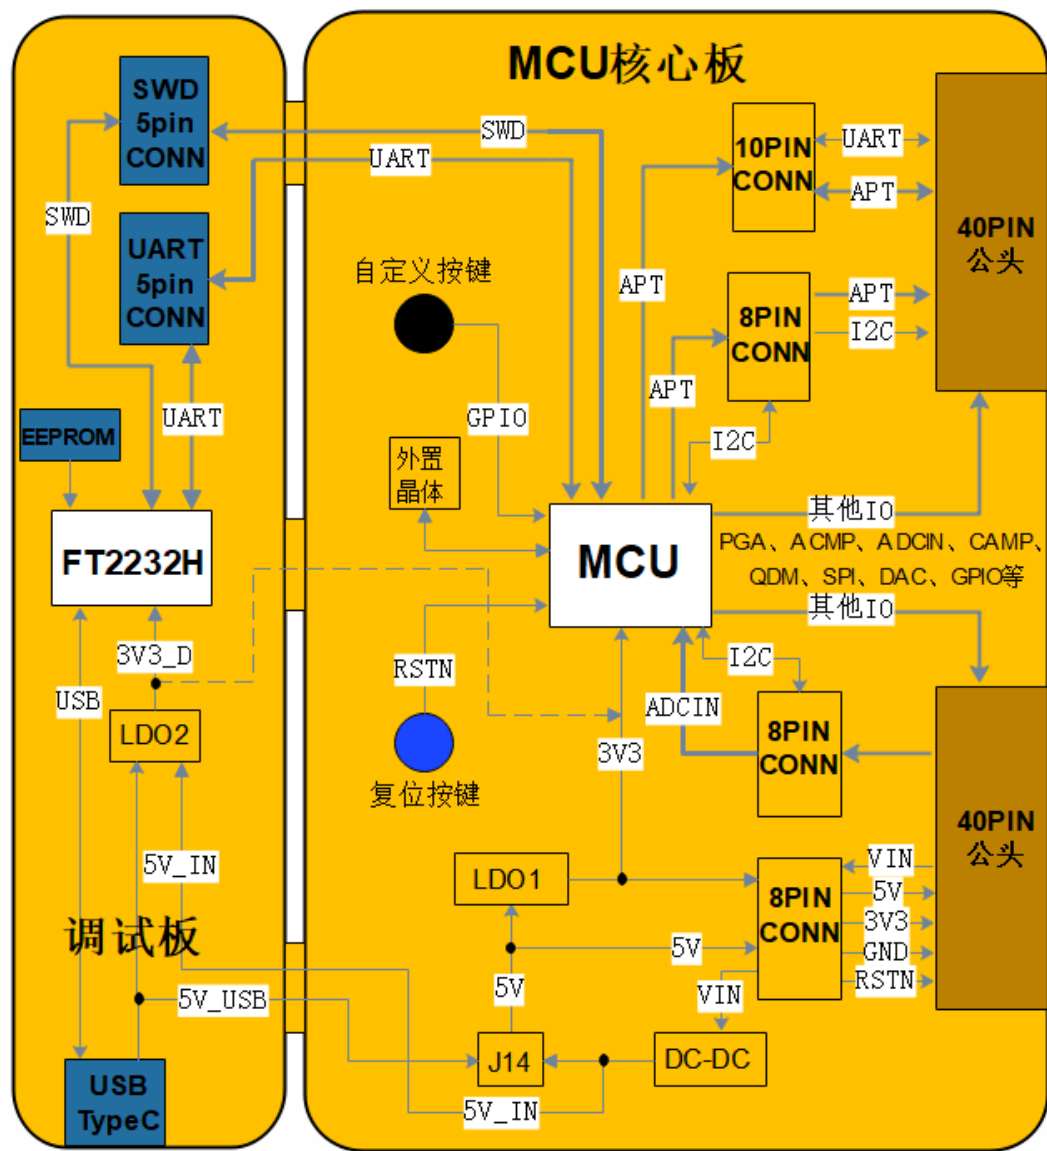 MCU核心板
SWD
5pin
CONN
SWD
UART
SWD
UART
5pin
CONN
UART
EEPROM
FT2232H
3V3_D
USB
LDO2
5V_IN
调试板
5V_USB
USB
TypeC
10PIN
CONN
UART
APT
40PIN
公头
自定义按键
APT
8PIN
CONN
APT
I2C
APT
GPIO
I2C
外置
晶体
MCU
其他IO
PGA、ACMP、ADCIN、CAMP、
QDM、SPI、DAC、GPIO等
其他IO
RSTN
I2C
ADCIN
8PIN
CONN
3V3
复位按键
40PIN
公头
LDO1
8PIN
CONN
VIN
5V
3V3
GND
RSTN
5V
5V
VIN
J14
DC-DC
5V_IN